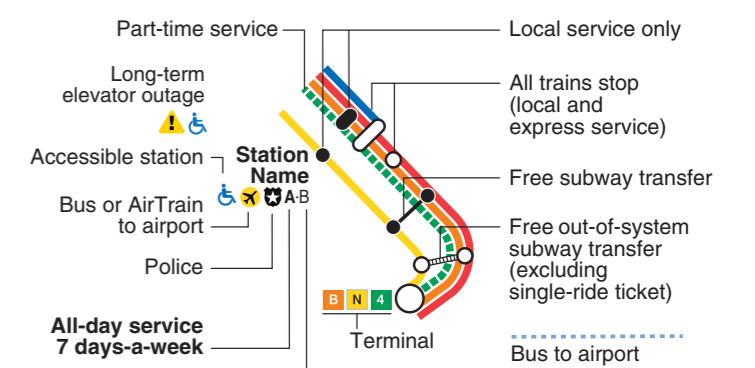 Part-time service
Local service only
Long-term
elevator outage
All trains stop
(local and
express service)
Accessible station
Station
Name
A·B
Bus or AirTrain
to airport
Free subway transfer
Police
Free out-of-system
subway transfer
(excluding
single-ride ticket)
B N 4
Terminal
All-day service
7 days-a-week
Bus to airport